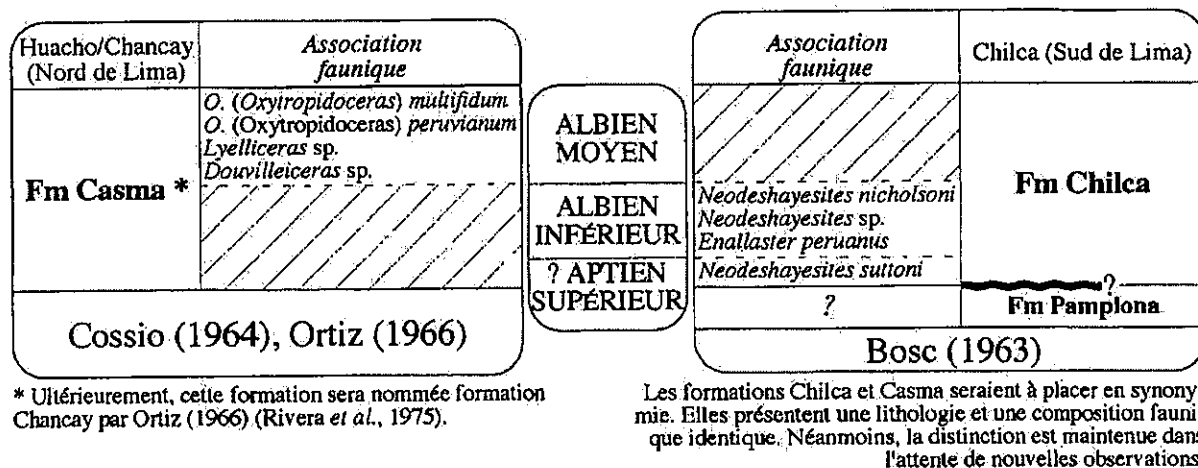 Huacho/Chancay
(Nord de Lima)
Association
faunique
Fm Casma *
O. (Oxytropidoceras) multifidum
O. (Oxytropidoceras) peruvianum
Lyelliceras sp.
Douvilleiceras sp.
Cossio (1964), Ortiz (1966)
* Ultérieurement, cette formation sera nommée formation
Chancay par Ortiz (1966) (Rivera et al., 1975).
ALBIEN
MOYEN
ALBIEN
INFÉRIEUR
? APTIEN
SUPÉRIEUR
Association
faunique
Chilca (Sud de Lima)
Neodeshayesites nicholsoni
Neodeshayesites sp.
Enallaster peruanus
Neodeshayesites suttoni
?
Fm Chilca
?
Fm Pamplona
Bosc (1963)
Les formations Chilca et Casma seraient à placer en synony
mie. Elles présentent une lithologie et une composition fauni
que identique. Néanmoins, la distinction est maintenue dans
l'attente de nouvelles observations